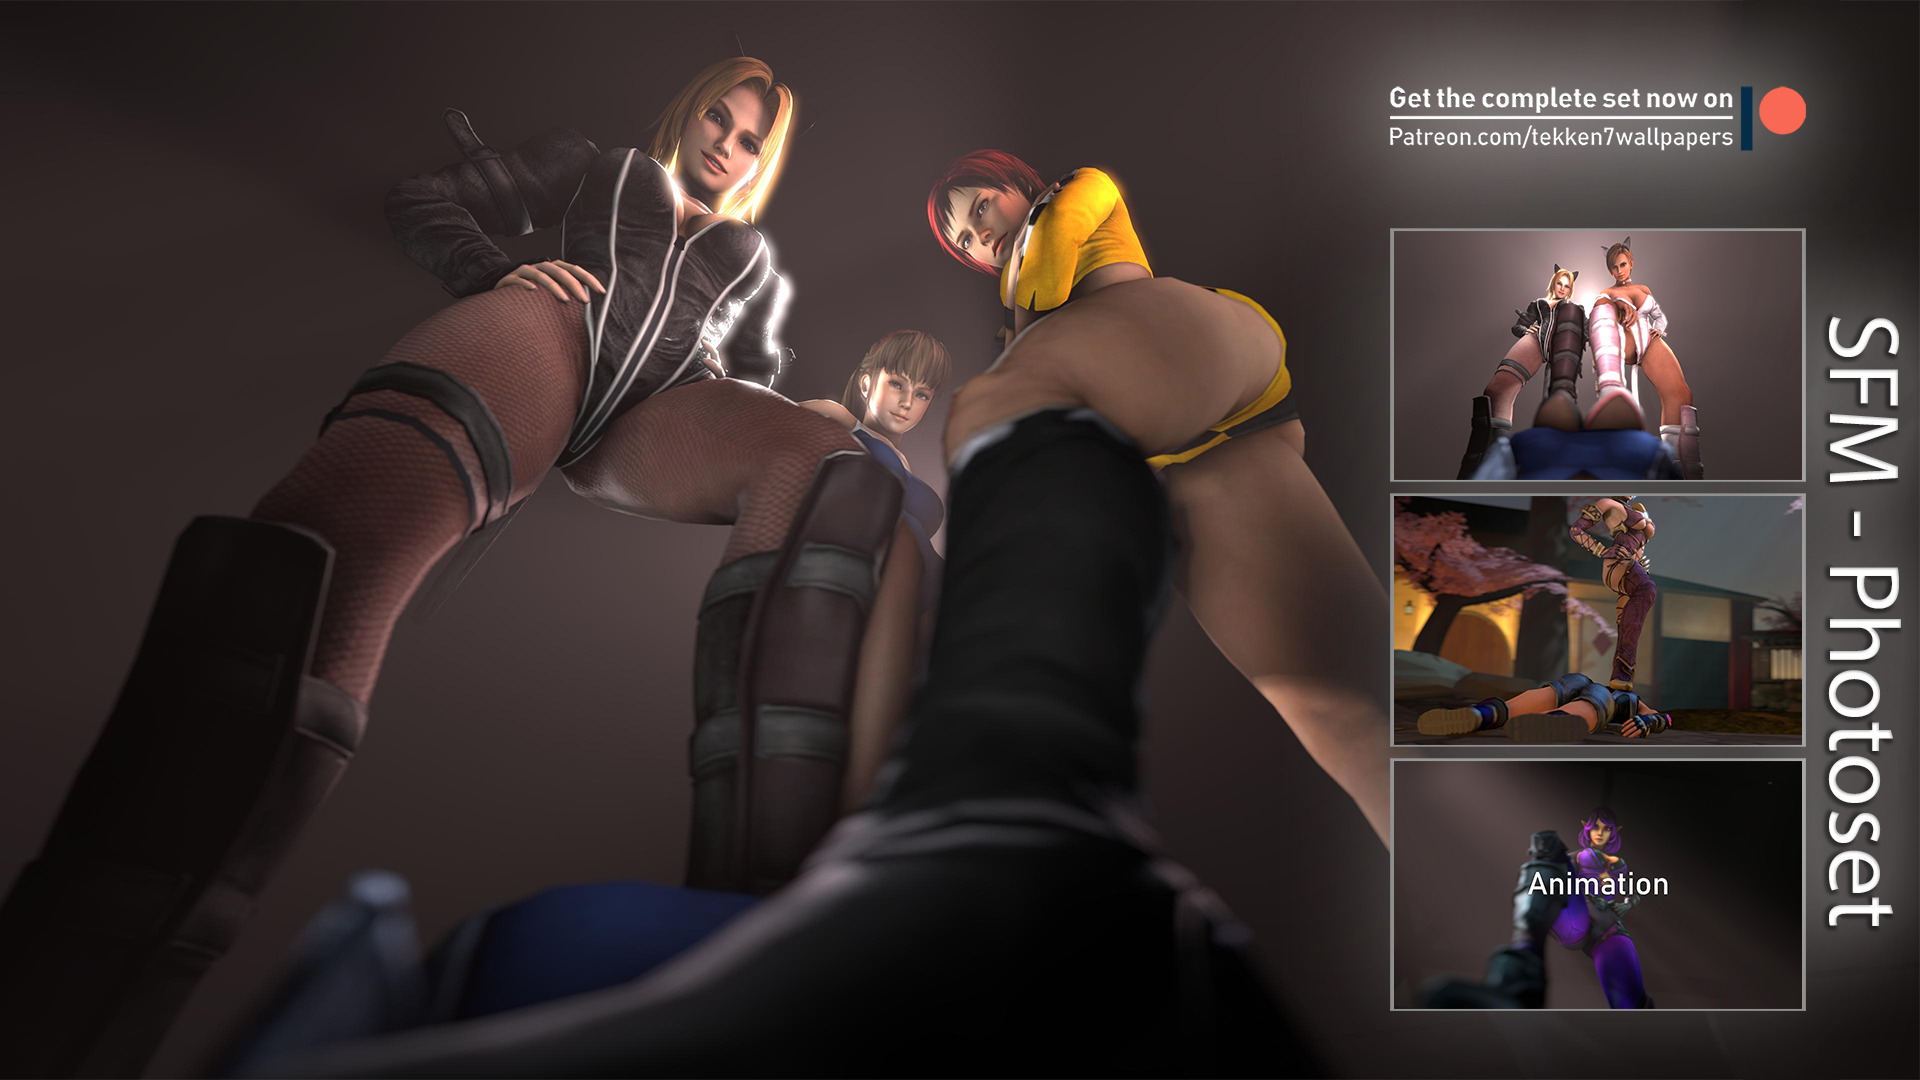 Get the complete set now on
Patreon.com/tekken7wallpapers
SFM - Photoset
Animation